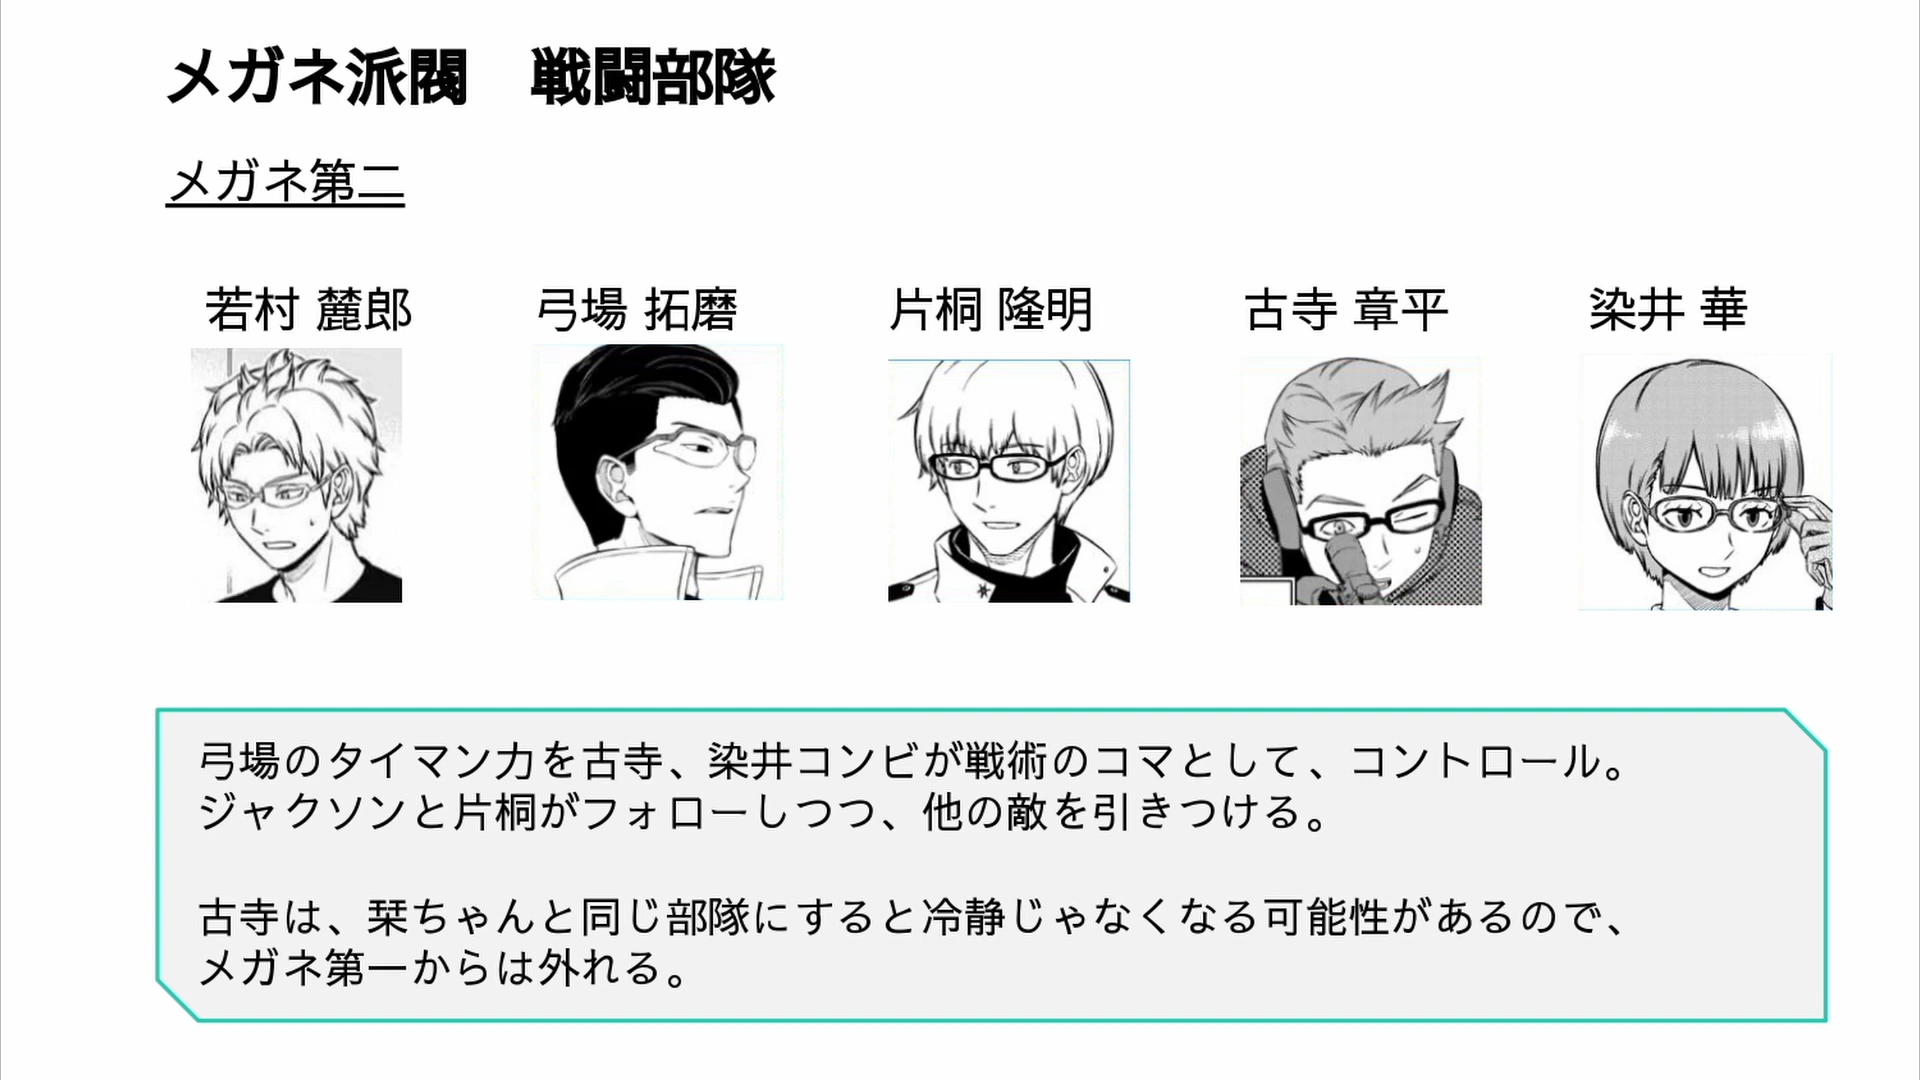 メガネ派閥　戦闘部隊
メガネ第二
若村 麓郎
弓場 拓磨
片桐 隆明
古寺 章平
染井 華
弓場のタイマン力を古寺、染井コンビが戦術のコマとして、コントロール。
ジャクソンと片桐がフォローしつつ、他の敵を引きつける。
古寺は、栞ちゃんと同じ部隊にすると冷静じゃなくなる可能性があるので、
メガネ第一からは外れる。